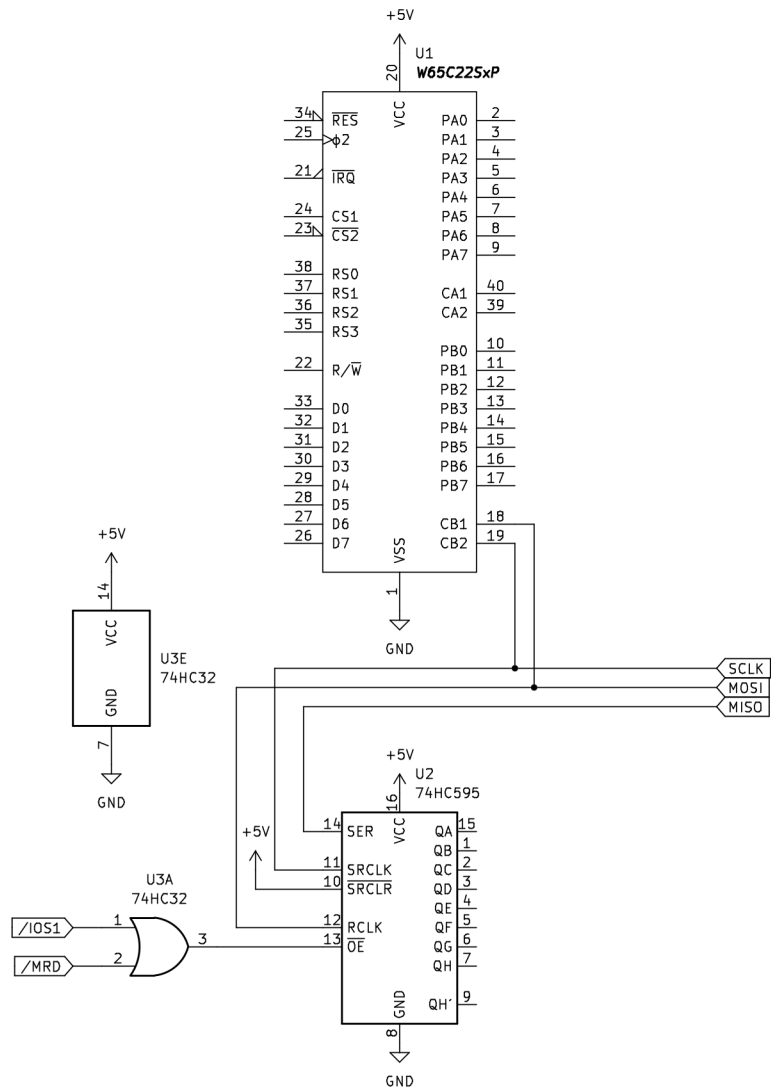 +5V
U1
W65C22SxP
20
VCC
34 RES PA0 2
25 ϕ2 PA1 3
PA2 4
21 IRQ PA3 5
PA4 6
24 CS1 PA5 7
23 CS2 PA6 8
PA7 9
38 RS0
37 RS1 CA1 40
36 RS2 CA2 39
35 RS3
PB0 10
22 R/W PB1 11
PB2 12
33 D0 PB3 13
32 D1 PB4 14
31 D2 PB5 15
30 D3 PB6 16
29 D4 PB7 17
28 D5
27 D6 CB1 18
26 D7 CB2 19
VSS
1
GND
+5V
14
VCC
U3E
74HC32
GND
7
GND
SCLK
MOSI
MISO
+5V
U2
74HC595
16
VCC
14 SER QA 15
+5V
QB 1
11 SRCLK QC 2
10 SRCLR QD 3
QE 4
12 RCLK QF 5
13 OE QG 6
QH 7
QH' 9
GND
8
GND
U3A
74HC32
/IOS1 1
3
/MRD 2